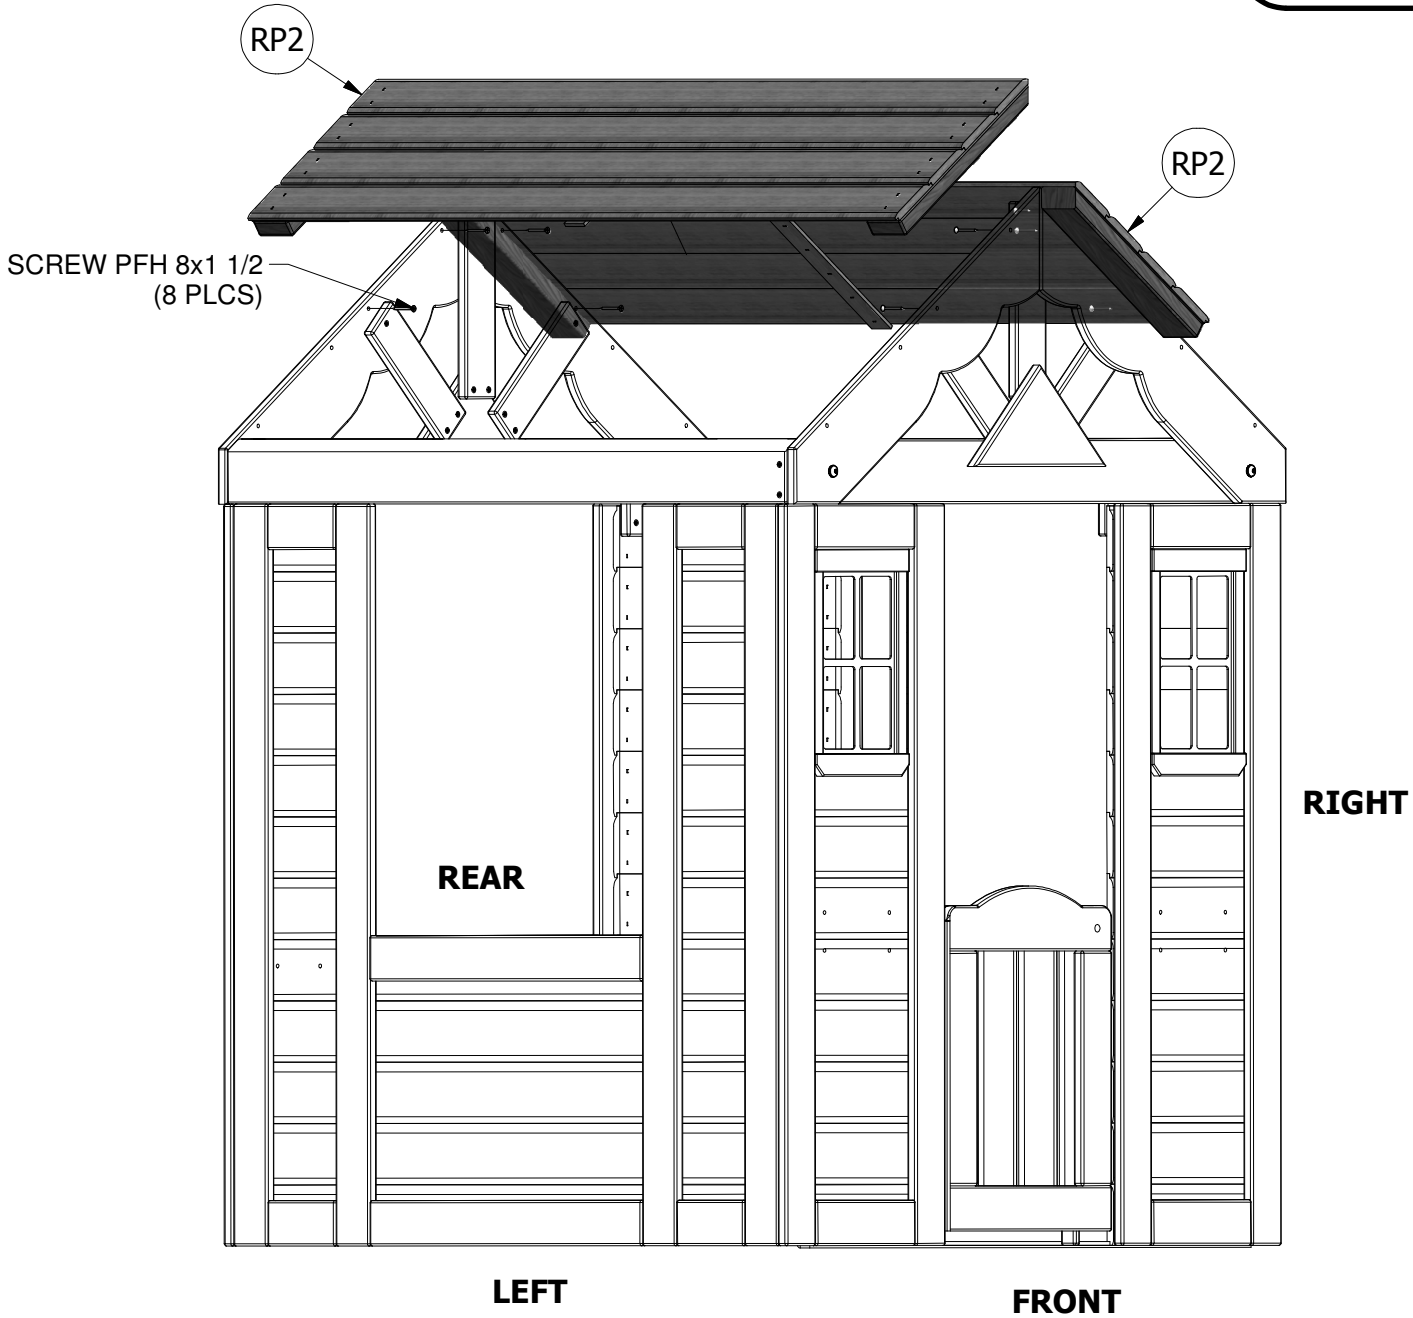 RP2
RP2
SCREW PFH 8x1 1/2
(8 PLCS)
RIGHT
REAR
LEFT
FRONT